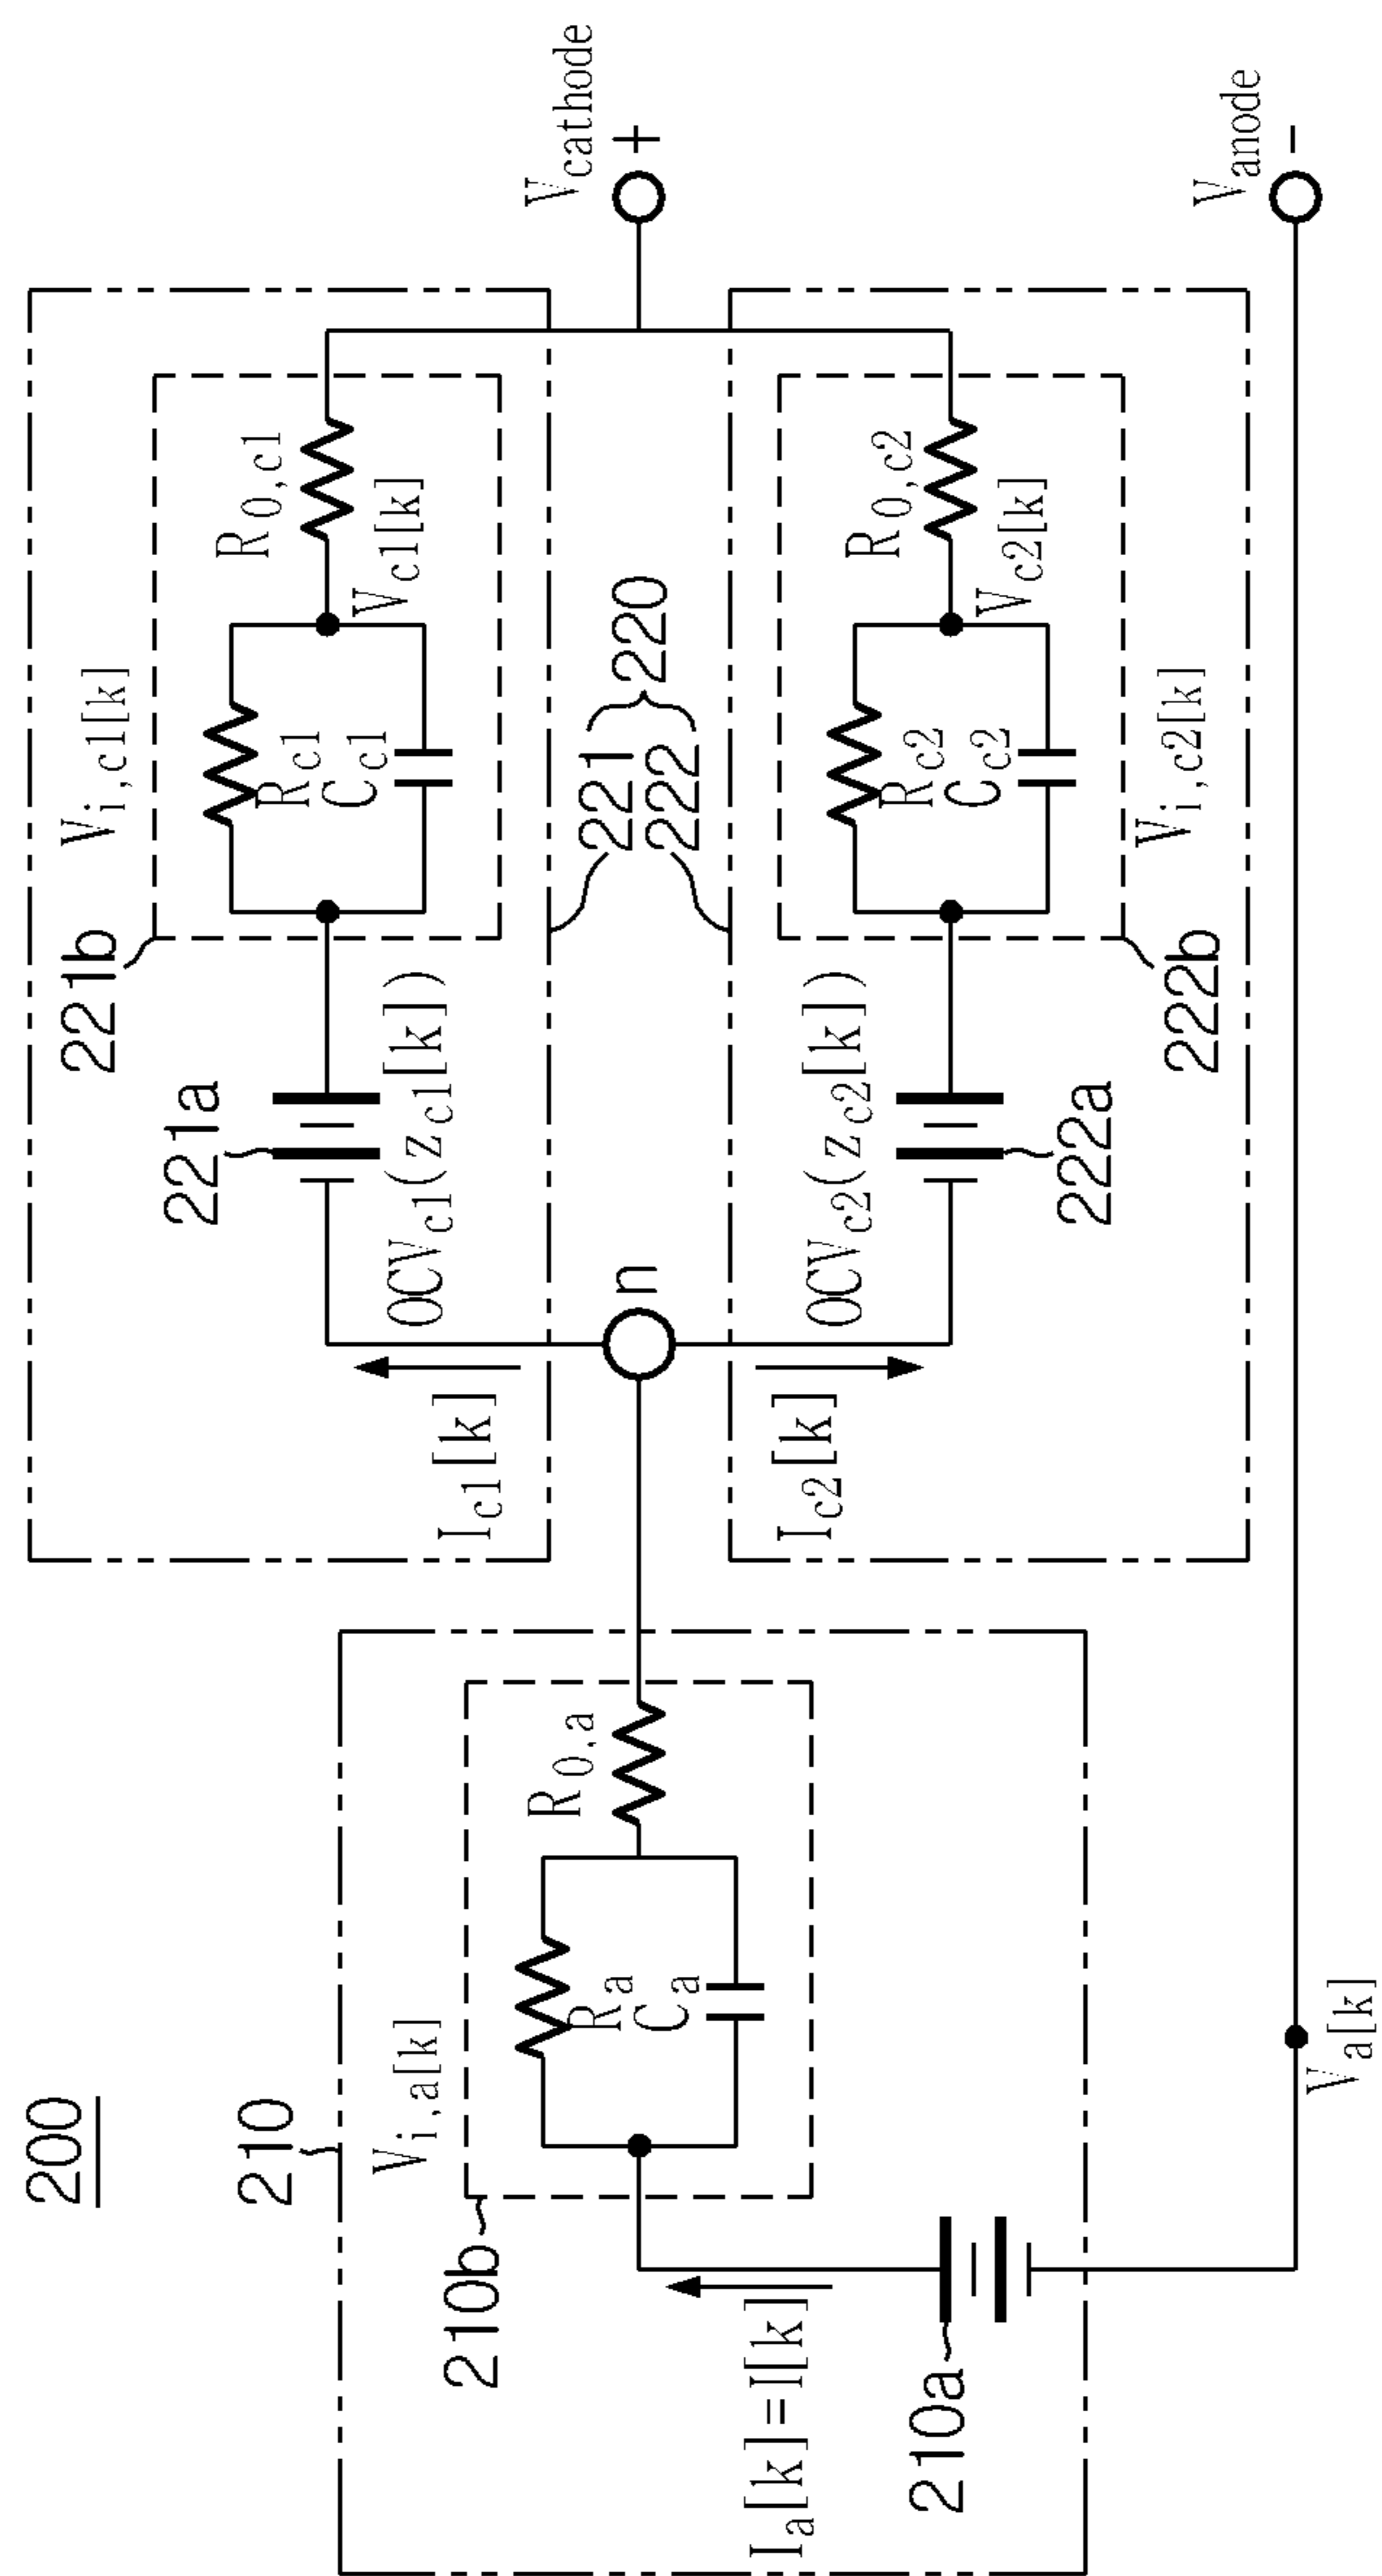 200
210
V_i,a[k]
210b
R_0,a
R_a
C_a
I_a[k]=I[k]
210a
V_a[k]
221b
V_i,c1[k]
221a
R_0,c1
R_c1
C_c1
V_c1[k]
OCV_c1(z_c1[k])
I_c1[k]
n
221
222
220
V_cathode
+
I_c2[k]
OCV_c2(z_c2[k])
R_0,c2
R_c2
C_c2
V_c2[k]
222a
222b
V_i,c2[k]
V_anode
-